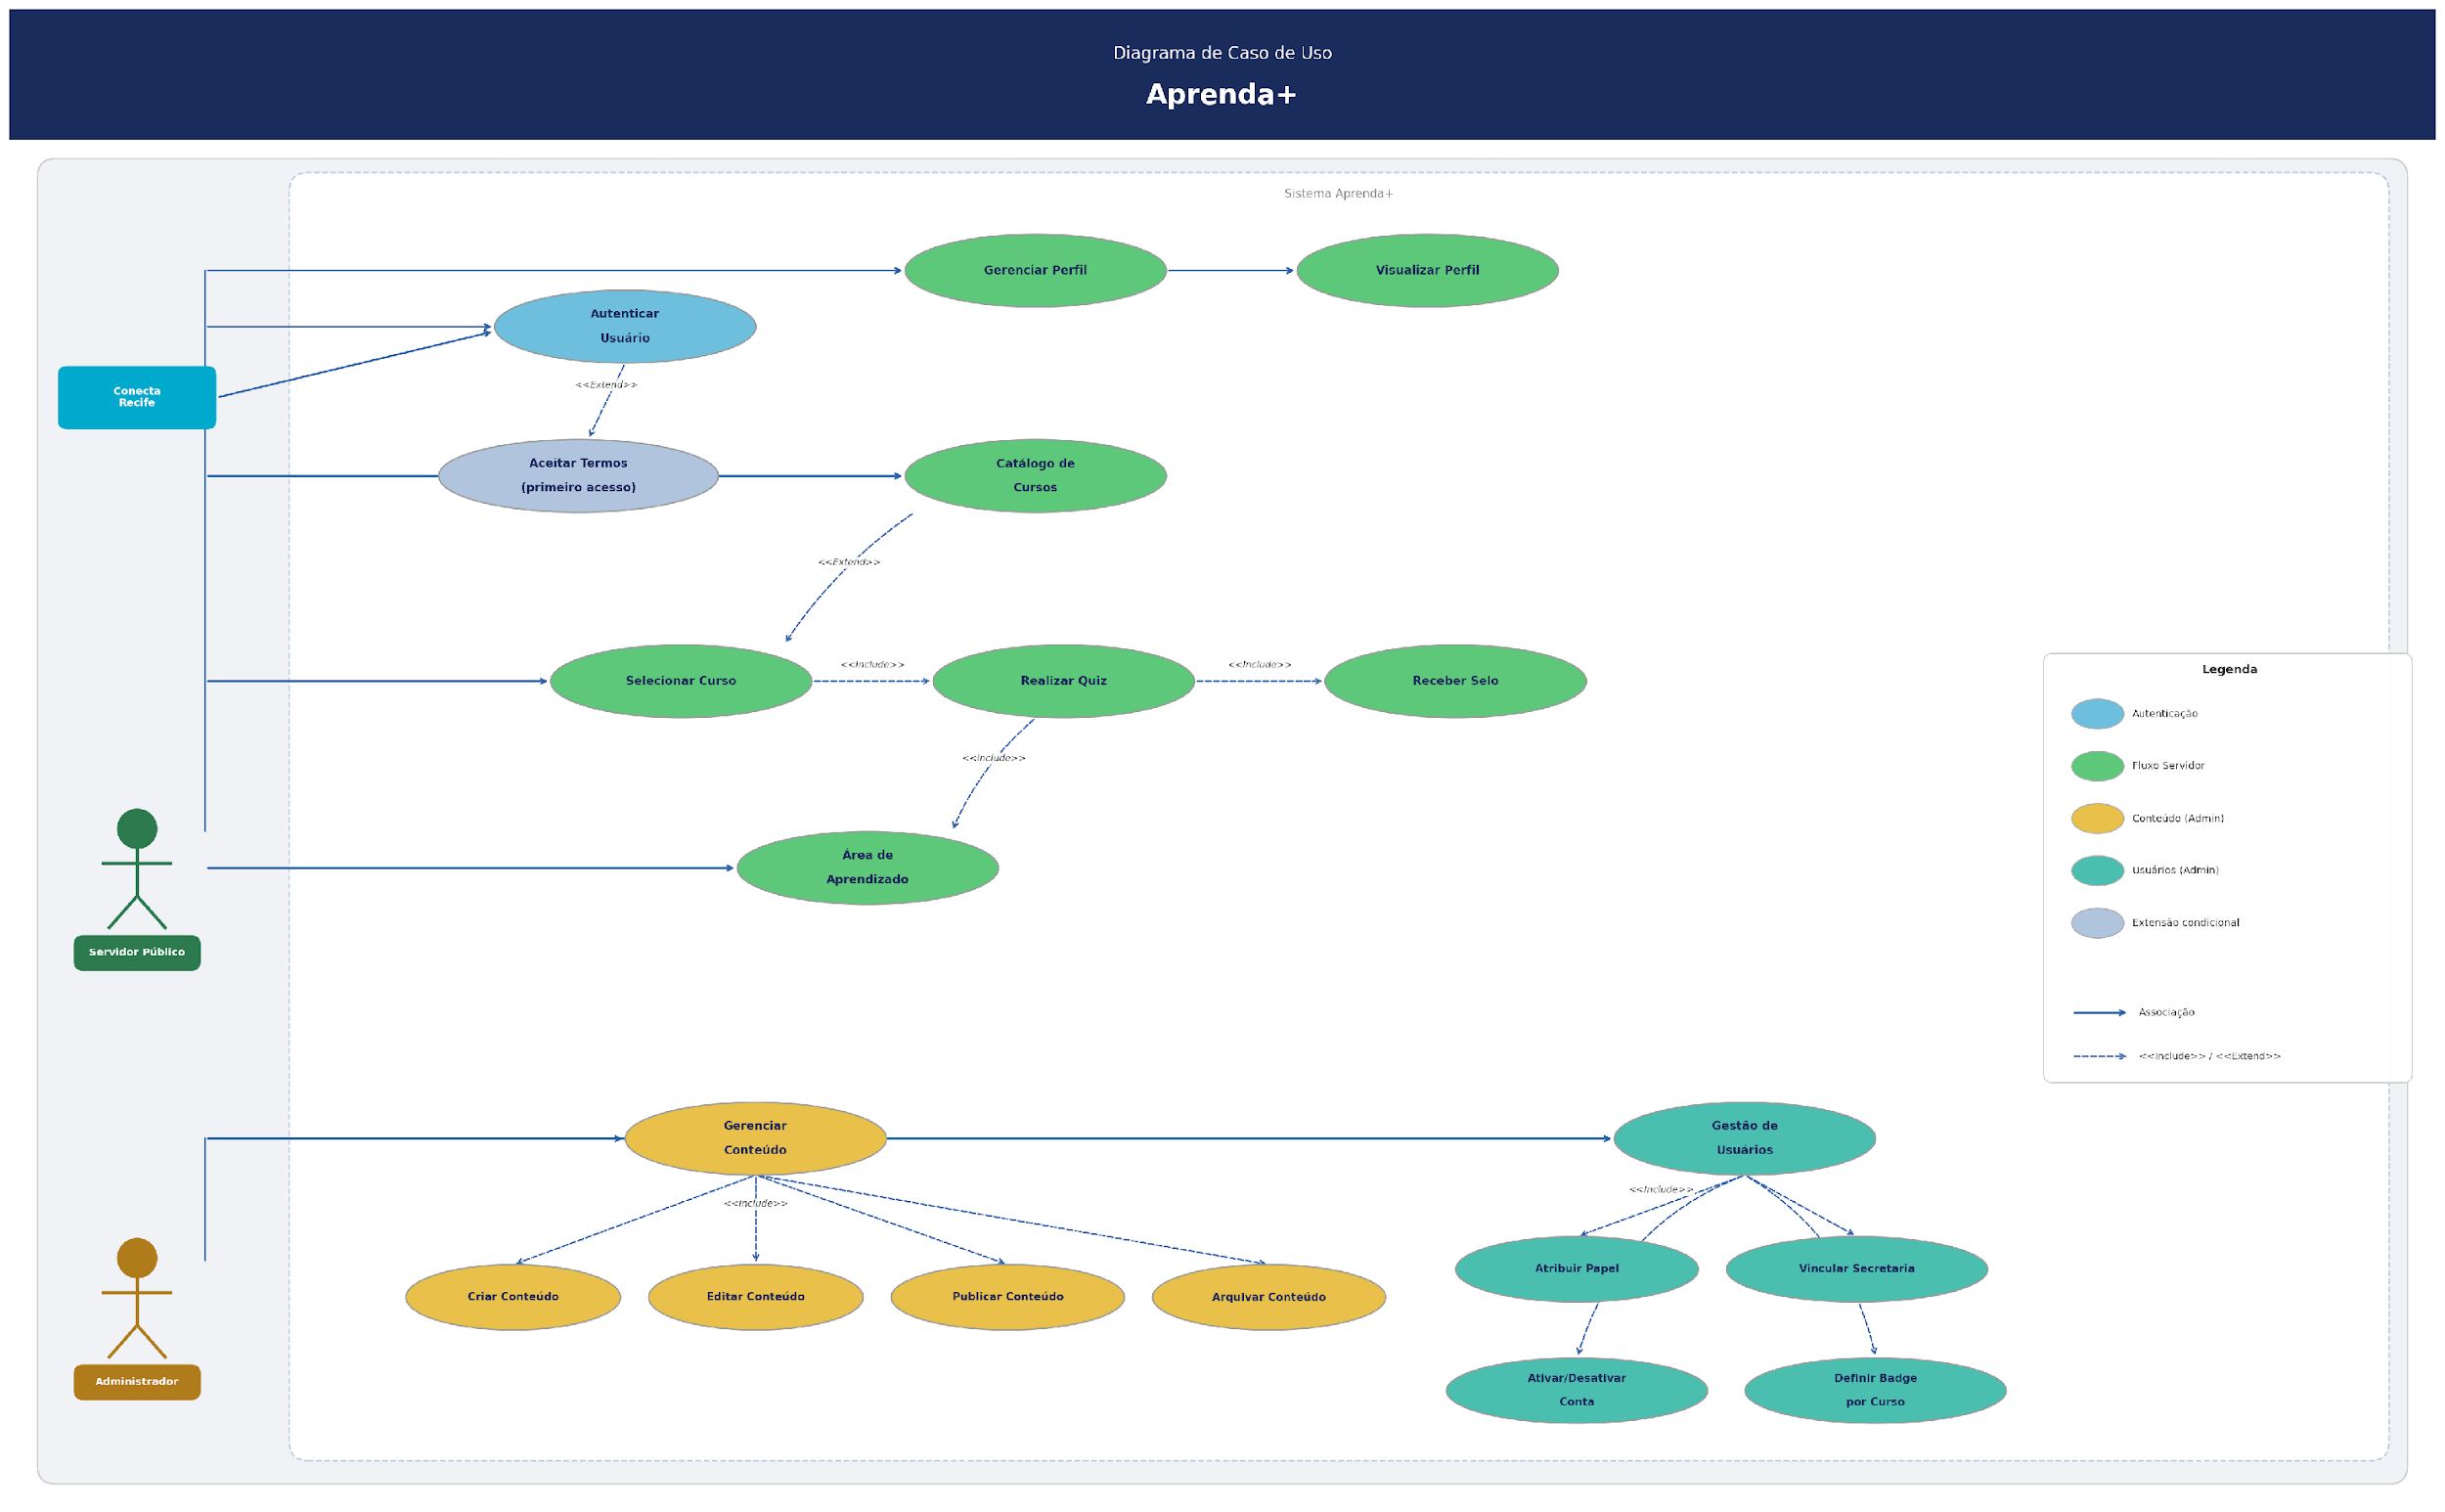 Diagrama de Caso de Uso
Aprenda+
Sistema Aprenda+
Gerenciar Perfil
Visualizar Perfil
Autenticar
Usuário
<<Extend>>
Conecta
Recife
Aceitar Termos
(primeiro acesso)
Catálogo de
Cursos
<<Extend>>
Selecionar Curso
<<Include>>
Realizar Quiz
<<Include>>
Receber Selo
<<Include>>
Área de
Aprendizado
Servidor Público
Legenda
Autenticação
Fluxo Servidor
Conteúdo (Admin)
Usuários (Admin)
Extensão condicional
Associação
<<Include>> / <<Extend>>
Gerenciar
Conteúdo
Gestão de
Usuários
<<Include>>
<<Include>>
Criar Conteúdo
Editar Conteúdo
Publicar Conteúdo
Arquivar Conteúdo
Atribuir Papel
Vincular Secretaria
Administrador
Ativar/Desativar
Conta
Definir Badge
por Curso